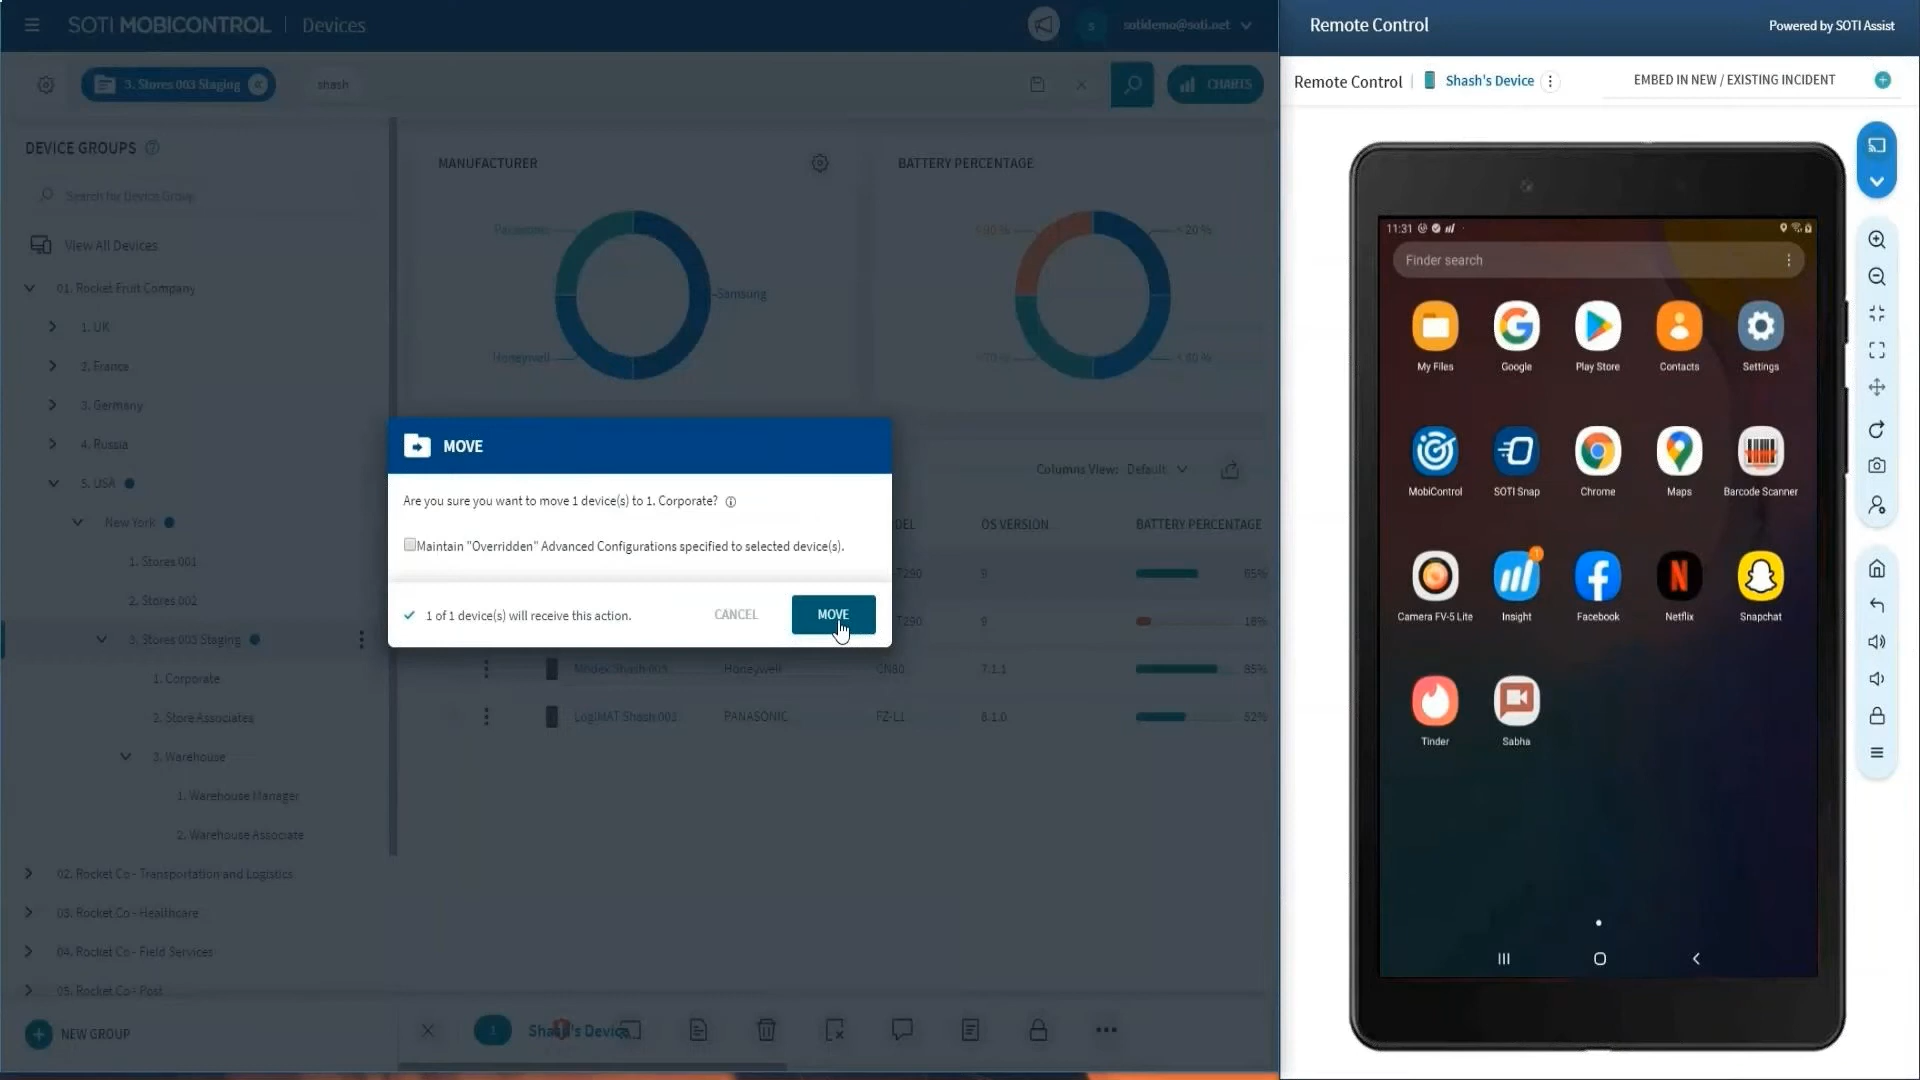 SOTI MOBICONTROL | Devices
sotidemo@soti.net
s
3. Stores 003 Staging
shash
CHARTS
DEVICE GROUPS
Search for Device Group
View All Devices
01. Rocket Fruit Company
1. UK
2. France
3. Germany
4. Russia
5. USA
New York
1. Stores 001
2. Stores 002
3. Stores 003 Staging
1. Corporate
2. Store Associates
3. Warehouse
1. Warehouse Manager
2. Warehouse Associate
02. Rocket Co - Transportation and Logistics
03. Rocket Co - Healthcare
04. Rocket Co - Field Services
05. Rocket Co - Post
NEW GROUP
MANUFACTURER
Panasonic
Samsung
Honeywell
BATTERY PERCENTAGE
< 20 %
Columns View: Default
OS VERSION
BATTERY PERCENTAGE
9
65%
9
18%
Honeywell
CN80
7.1.1
85%
LogiMAT Shash 003
PANASONIC
FZ-L1
8.1.0
52%
1
Shash's Device
MOVE
Are you sure you want to move 1 device(s) to 1. Corporate?
Maintain "Overridden" Advanced Configurations specified to selected device(s).
1 of 1 device(s) will receive this action.
CANCEL
MOVE
Remote Control
Powered by SOTI Assist
Remote Control | Shash's Device
EMBED IN NEW / EXISTING INCIDENT
11:31
Finder search
My Files
Google
Play Store
Contacts
Settings
MobiControl
SOTI Snap
Chrome
Maps
Barcode Scanner
Camera FV-5 Lite
Insight
Facebook
Netflix
Snapchat
Tinder
Sabha